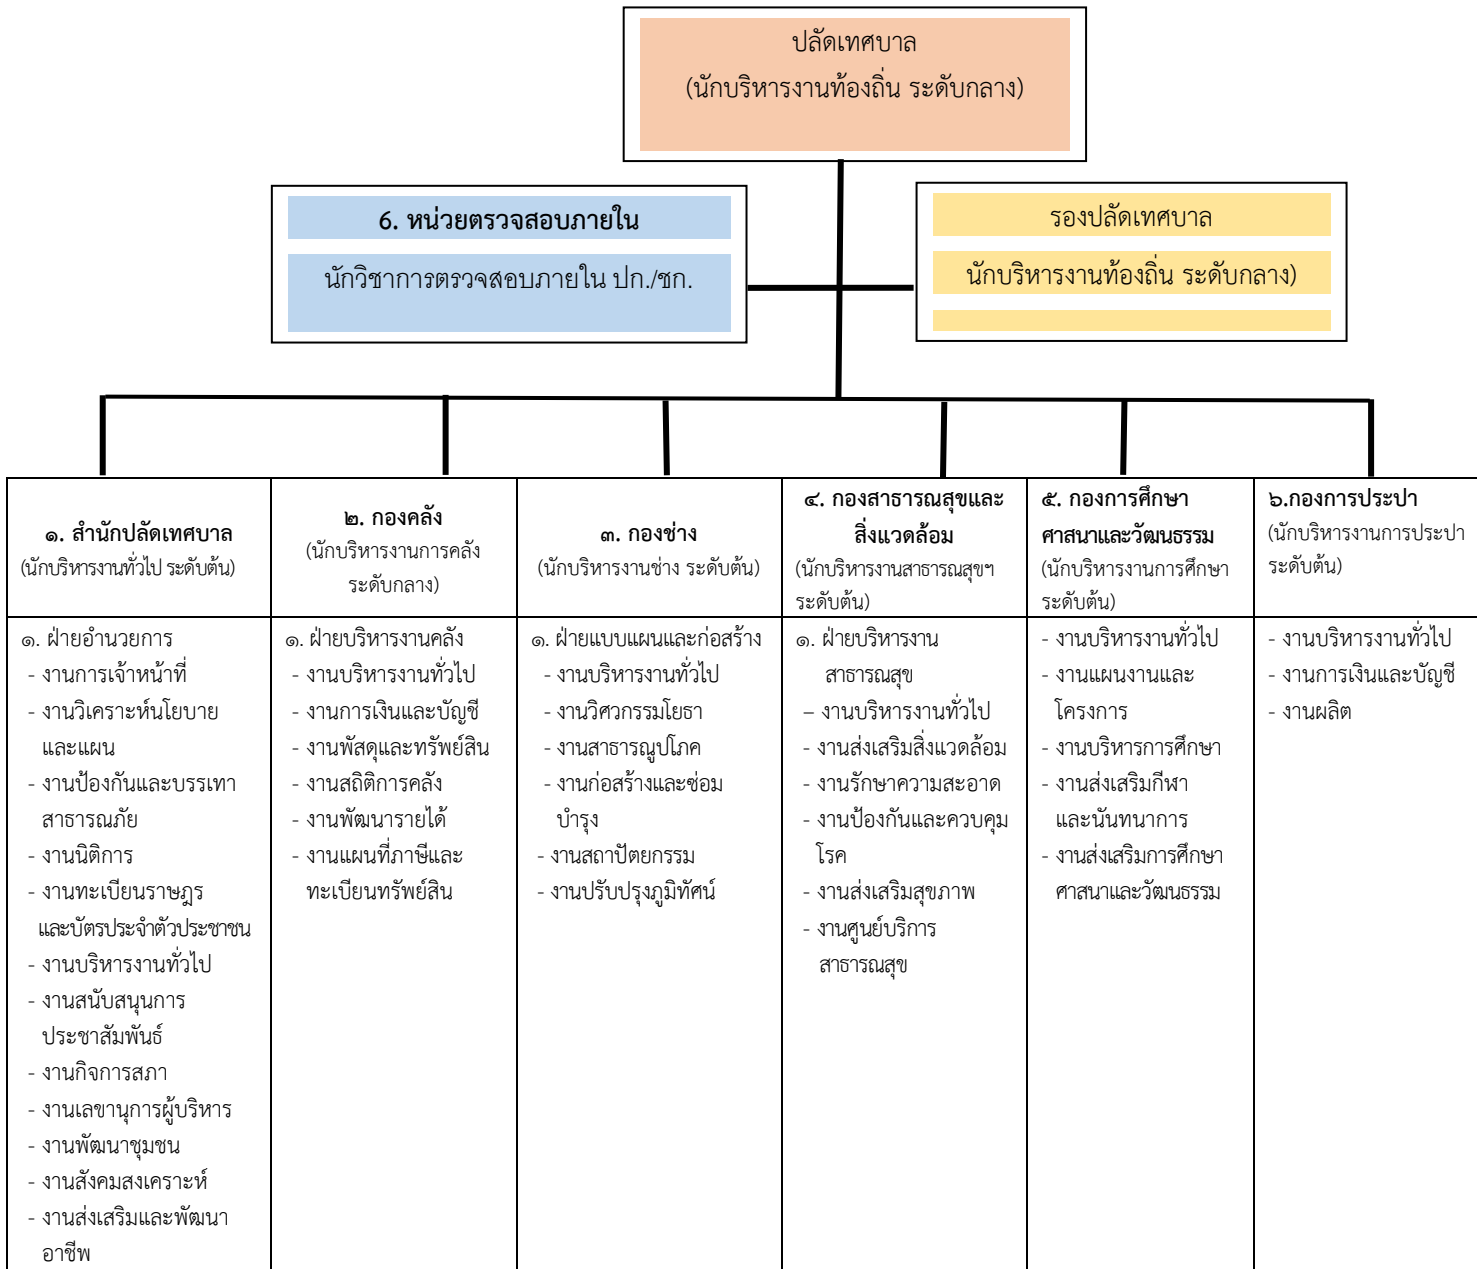 ปลัดเทศบาล
(นักบริหารงานท้องถิ่น ระดับกลาง)
6. หน่วยตรวจสอบภายใน
นักวิชาการตรวจสอบภายใน ปก./ชก.
รองปลัดเทศบาล
นักบริหารงานท้องถิ่น ระดับกลาง)
๑. สำนักปลัดเทศบาล
(นักบริหารงานทั่วไป ระดับต้น)
๒. กองคลัง
(นักบริหารงานการคลัง
ระดับกลาง)
๓. กองช่าง
(นักบริหารงานช่าง ระดับต้น)
๔. กองสาธารณสุขและ
สิ่งแวดล้อม
(นักบริหารงานสาธารณสุขฯ
ระดับต้น)
๕. กองการศึกษา
ศาสนาและวัฒนธรรม
(นักบริหารงานการศึกษา
ระดับต้น)
๖.กองการประปา
(นักบริหารงานการประปา
ระดับต้น)
๑. ฝ่ายอำนวยการ
- งานการเจ้าหน้าที่
- งานวิเคราะห์นโยบาย
และแผน
- งานป้องกันและบรรเทา
สาธารณภัย
- งานนิติการ
- งานทะเบียนราษฎร
และบัตรประจำตัวประชาชน
- งานบริหารงานทั่วไป
- งานสนับสนุนการ
ประชาสัมพันธ์
- งานกิจการสภา
- งานเลขานุการผู้บริหาร
- งานพัฒนาชุมชน
- งานสังคมสงเคราะห์
- งานส่งเสริมและพัฒนา
อาชีพ
๑. ฝ่ายบริหารงานคลัง
- งานบริหารงานทั่วไป
- งานการเงินและบัญชี
- งานพัสดุและทรัพย์สิน
- งานสถิติการคลัง
- งานพัฒนารายได้
- งานแผนที่ภาษีและ
ทะเบียนทรัพย์สิน
๑. ฝ่ายแบบแผนและก่อสร้าง
- งานบริหารงานทั่วไป
- งานวิศวกรรมโยธา
- งานสาธารณูปโภค
- งานก่อสร้างและซ่อม
บำรุง
- งานสถาปัตยกรรม
- งานปรับปรุงภูมิทัศน์
๑. ฝ่ายบริหารงาน
สาธารณสุข
– งานบริหารงานทั่วไป
- งานส่งเสริมสิ่งแวดล้อม
- งานรักษาความสะอาด
- งานป้องกันและควบคุม
โรค
- งานส่งเสริมสุขภาพ
- งานศูนย์บริการ
สาธารณสุข
- งานบริหารงานทั่วไป
- งานแผนงานและ
โครงการ
- งานบริหารการศึกษา
- งานส่งเสริมกีฬา
และนันทนาการ
- งานส่งเสริมการศึกษา
ศาสนาและวัฒนธรรม
- งานบริหารงานทั่วไป
- งานการเงินและบัญชี
- งานผลิต